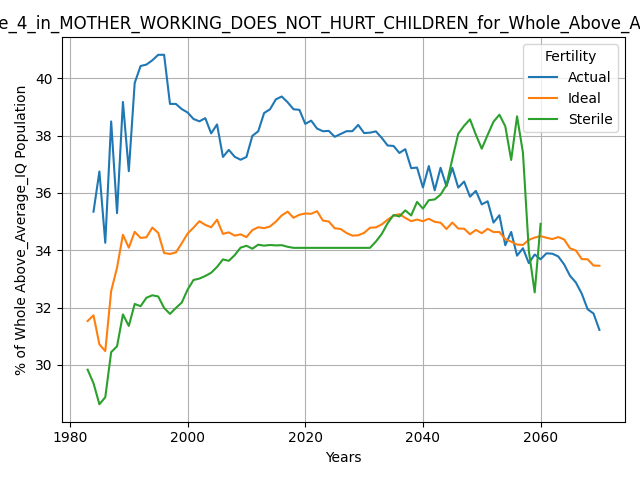 e_4_in_MOTHER_WORKING_DOES_NOT_HURT_CHILDREN_for_Whole_Above_A
Fertility
Actual
Ideal
Sterile
% of Whole Above_Average_IQ Population
40
38
36
34
32
30
1980
2000
2020
2040
2060
Years